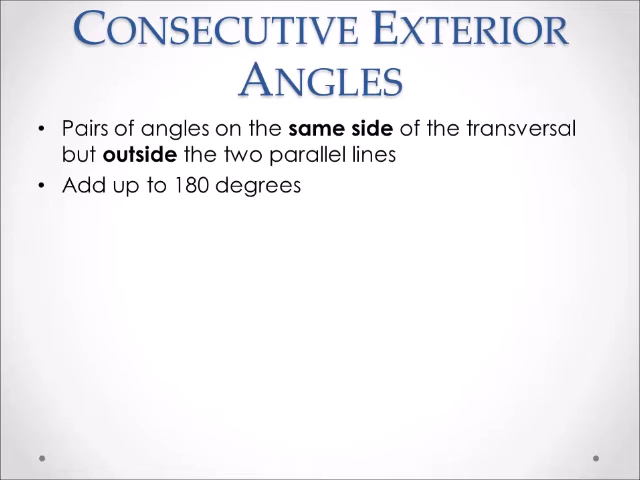 CONSECUTIVE EXTERIOR
ANGLES
• Pairs of angles on the same side of the transversal
but outside the two parallel lines
• Add up to 180 degrees